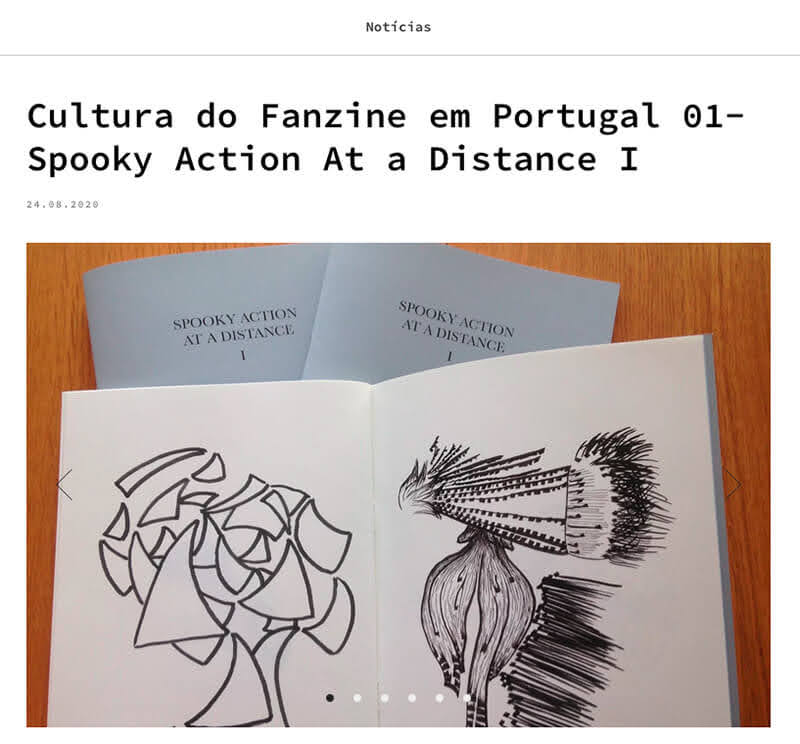 Notícias
Cultura do Fanzine em Portugal 01-
Spooky Action At a Distance I
24.08.2020
SPOOKY ACTION
AT A DISTANCE
I
SPOOKY ACTION
AT A DISTANCE
I